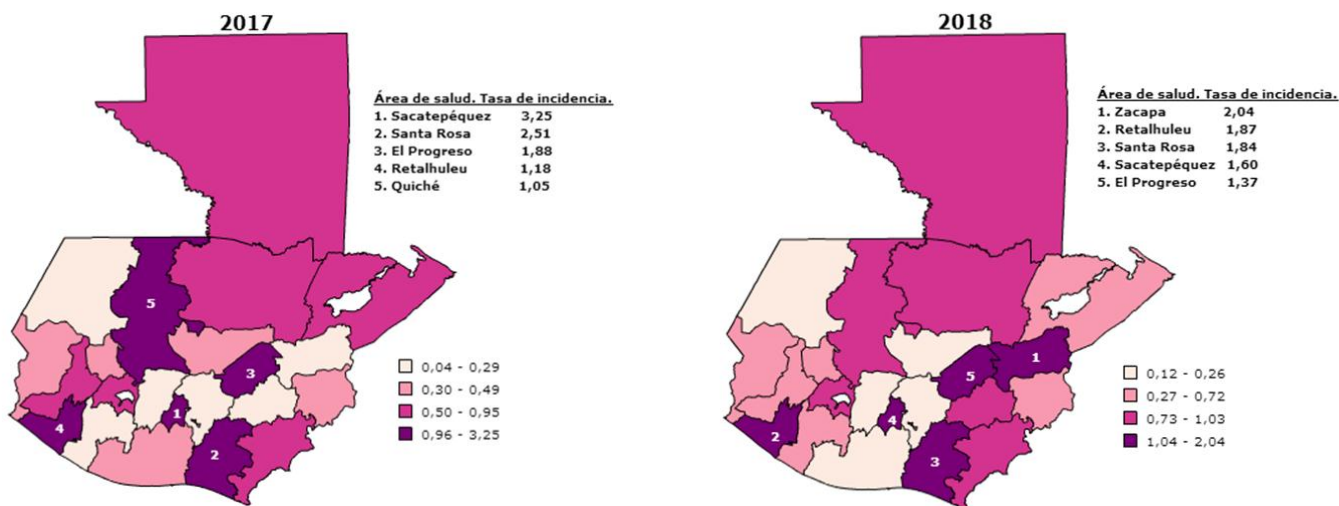 2017
Área de salud. Tasa de incidencia.
1. Sacatepéquez 3,25
2. Santa Rosa 2,51
3. El Progreso 1,88
4. Retalhuleu 1,18
5. Quiché 1,05
5
3
1
4
2
0,04 - 0,29
0,30 - 0,49
0,50 - 0,95
0,96 - 3,25
2018
Área de salud. Tasa de incidencia.
1. Zacapa 2,04
2. Retalhuleu 1,87
3. Santa Rosa 1,84
4. Sacatepéquez 1,60
5. El Progreso 1,37
1
5
4
2
3
0,12 - 0,26
0,27 - 0,72
0,73 - 1,03
1,04 - 2,04